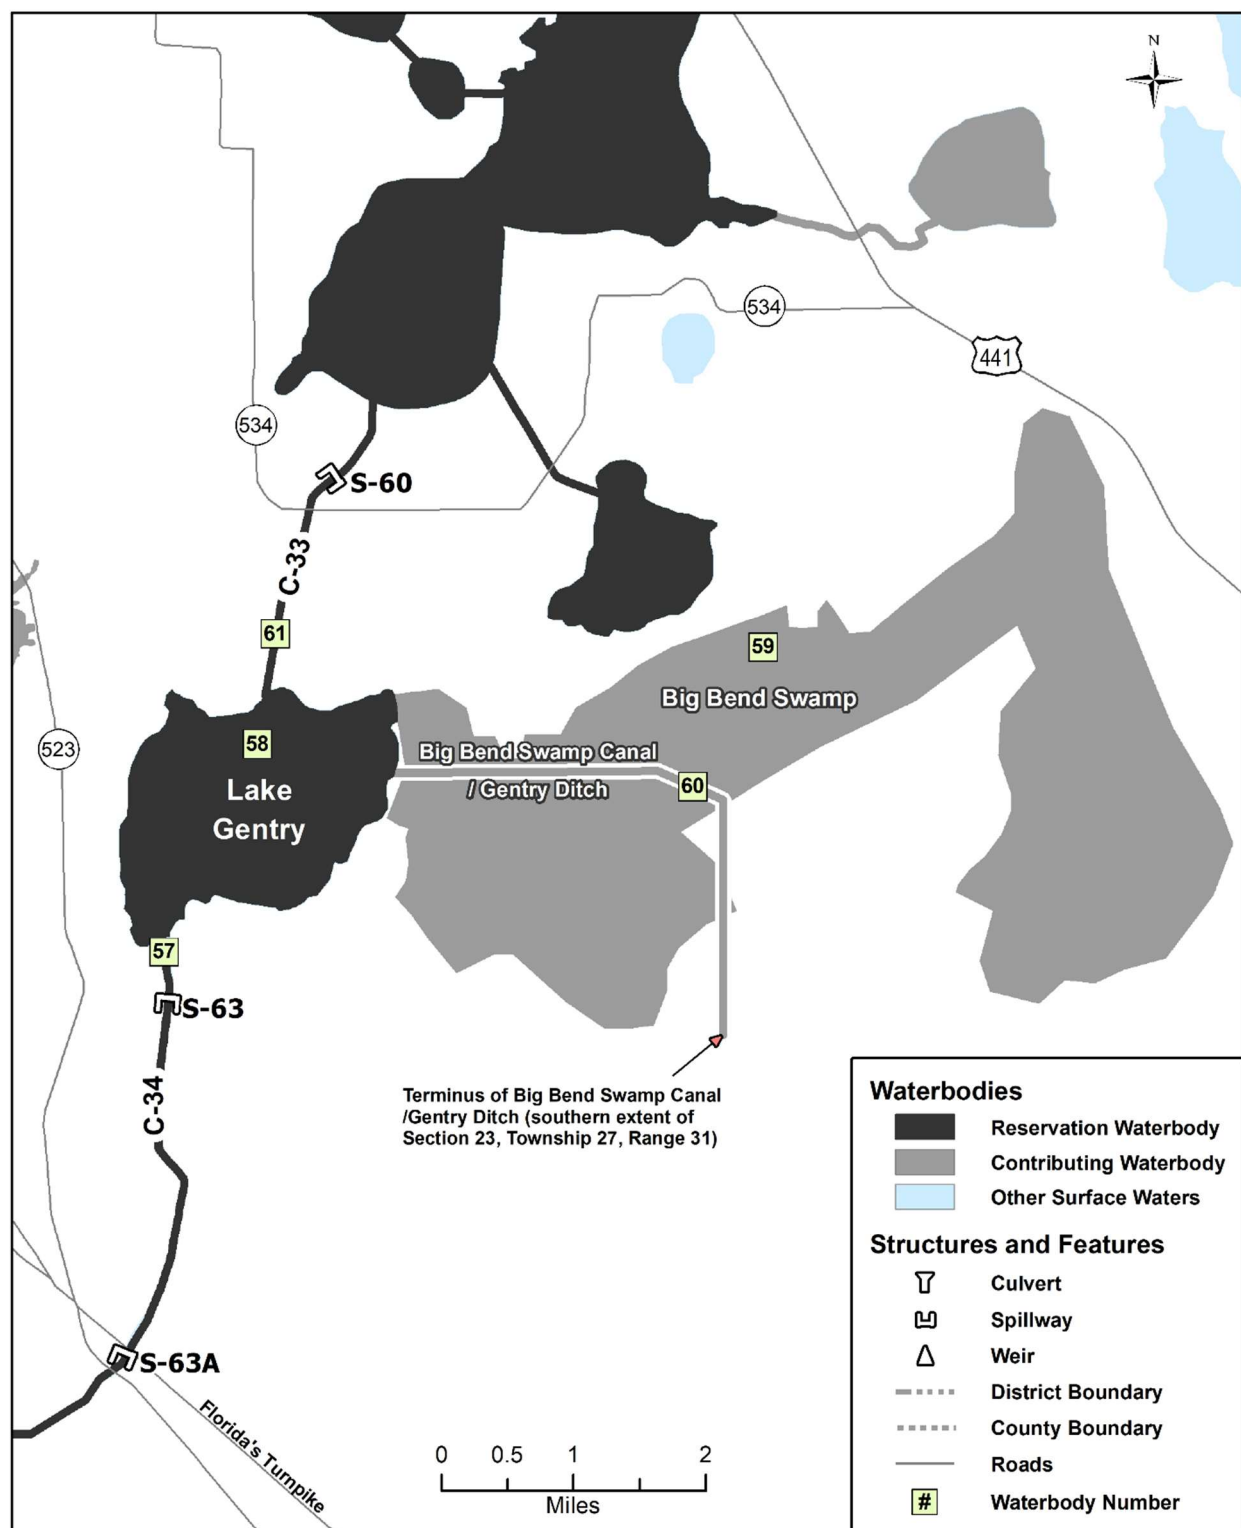 N
534
441
534
S-60
C-33
61
59
Big Bend Swamp
58
523
Big Bend Swamp Canal
60
/ Gentry Ditch
Lake
Gentry
57
S-63
Terminus of Big Bend Swamp Canal
/Gentry Ditch (southern extent of
Section 23, Township 27, Range 31)
C-34
S-63A
Florida's Turnpike
0 0.5 1 2
Miles
Waterbodies
Reservation Waterbody
Contributing Waterbody
Other Surface Waters
Structures and Features
Culvert
Spillway
Weir
District Boundary
County Boundary
Roads
# Waterbody Number